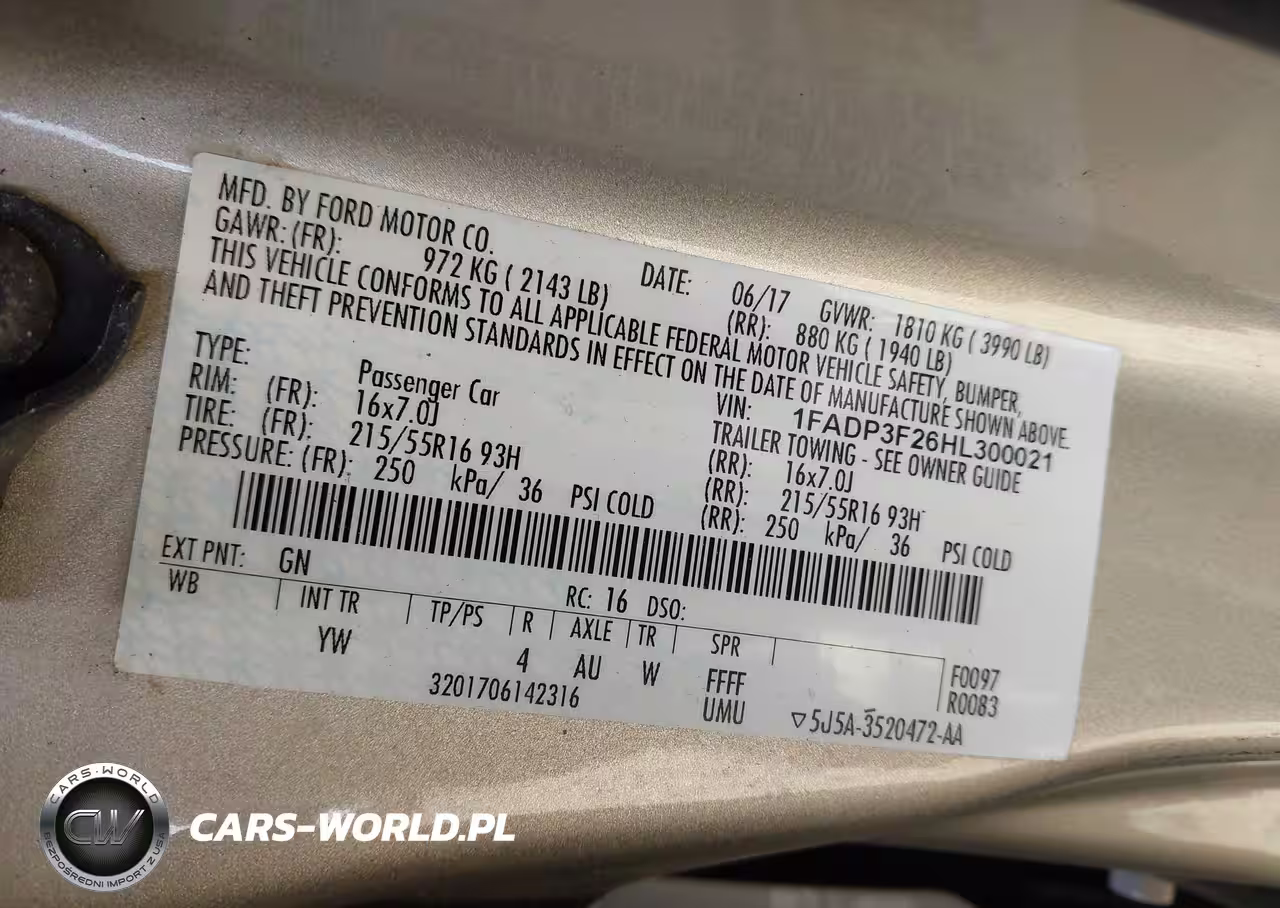 MFD. BY FORD MOTOR CO. DATE: 06/17 GVWR: 1810 KG ( 3990 LB)
GAWR: (FR): 972 KG ( 2143 LB) (RR): 880 KG ( 1940 LB)
THIS VEHICLE CONFORMS TO ALL APPLICABLE FEDERAL MOTOR VEHICLE SAFETY, BUMPER,
AND THEFT PREVENTION STANDARDS IN EFFECT ON THE DATE OF MANUFACTURE SHOWN ABOVE.
VIN: 1FADP3F26HL300021
TYPE: Passenger Car TRAILER TOWING - SEE OWNER GUIDE
RIM: (FR): 16x7.0J (RR): 16x7.0J
TIRE: (FR): 215/55R16 93H (RR): 215/55R16 93H
PRESSURE: (FR): 250 kPa/ 36 PSI COLD (RR): 250 kPa/ 36 PSI COLD
EXT PNT: GN RC: 16 DSO:
WB INT TR TP/PS R AXLE TR SPR
YW 4 AU W FFFF F0097
3201706142316 UMU R0083
▽5J5A-3520472-AA
CARS-WORLD
CW
BEZPOŚREDNI IMPORT Z USA
CARS-WORLD.PL